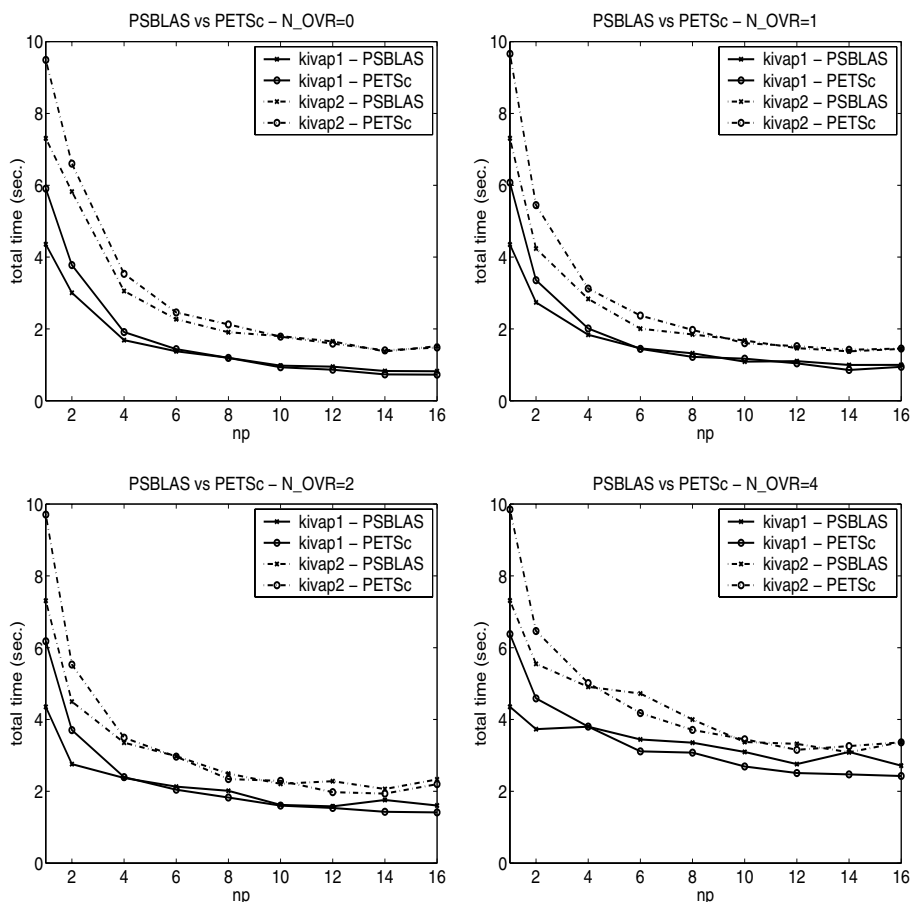 PSBLAS vs PETSc – N_OVR=0
kivap1 – PSBLAS
kivap1 – PETSc
kivap2 – PSBLAS
kivap2 – PETSc
total time (sec.)
10
8
6
4
2
0
2 4 6 8 10 12 14 16
np
PSBLAS vs PETSc – N_OVR=1
kivap1 – PSBLAS
kivap1 – PETSc
kivap2 – PSBLAS
kivap2 – PETSc
total time (sec.)
10
8
6
4
2
0
2 4 6 8 10 12 14 16
np
PSBLAS vs PETSc – N_OVR=2
kivap1 – PSBLAS
kivap1 – PETSc
kivap2 – PSBLAS
kivap2 – PETSc
total time (sec.)
10
8
6
4
2
0
2 4 6 8 10 12 14 16
np
PSBLAS vs PETSc – N_OVR=4
kivap1 – PSBLAS
kivap1 – PETSc
kivap2 – PSBLAS
kivap2 – PETSc
total time (sec.)
10
8
6
4
2
0
2 4 6 8 10 12 14 16
np